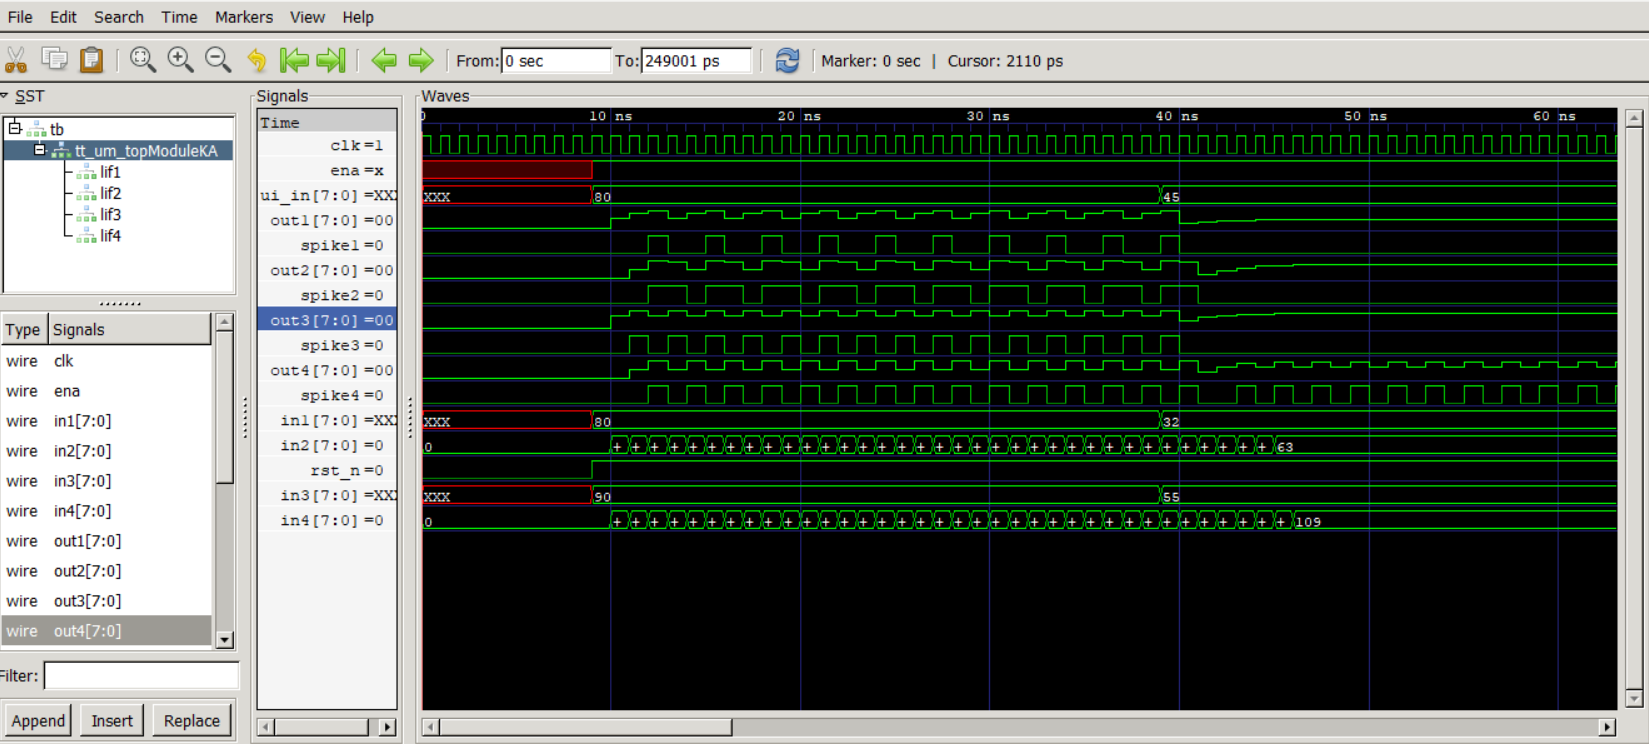 File Edit Search Time Markers View Help
From: 0 sec To: 249001 ps Marker: 0 sec | Cursor: 2110 ps
SST
tb
tt_um_topModuleKA
lif1
lif2
lif3
lif4
Type Signals
wire clk
wire ena
wire in1[7:0]
wire in2[7:0]
wire in3[7:0]
wire in4[7:0]
wire out1[7:0]
wire out2[7:0]
wire out3[7:0]
wire out4[7:0]
Filter:
Append Insert Replace
Signals
Time
clk=1
ena=x
ui_in[7:0]=XX
out1[7:0]=00
spike1=0
out2[7:0]=00
spike2=0
out3[7:0]=00
spike3=0
out4[7:0]=00
spike4=0
in1[7:0]=XX
in2[7:0]=0
rst_n=0
in3[7:0]=XX
in4[7:0]=0
Waves
0 10 ns 20 ns 30 ns 40 ns 50 ns 60 ns
XXX 80 45
XXX 80 32
0 + + + + + + + + + + + + + + + + + + + + + + + + + + + + + + + + + + + 63
XXX 90 55
0 + + + + + + + + + + + + + + + + + + + + + + + + + + + + + + + + + + + + 109